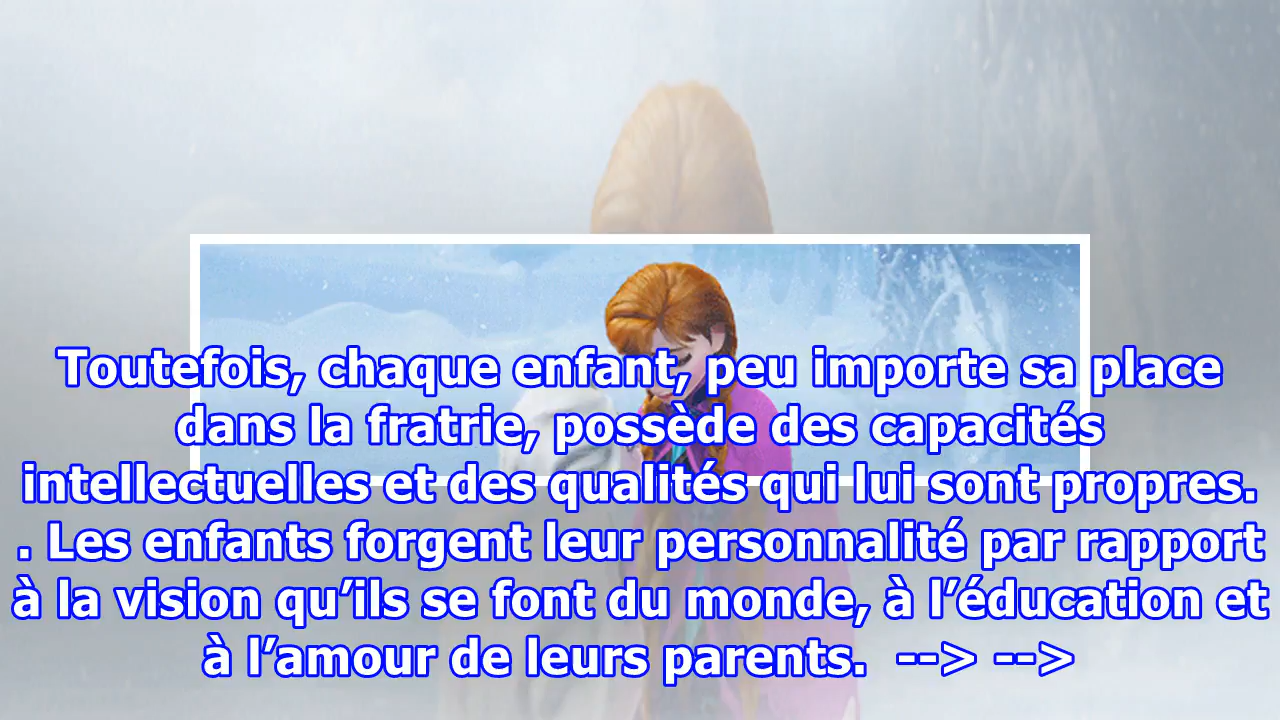 Toutefois, chaque enfant, peu importe sa place
dans la fratrie, possède des capacités
intellectuelles et des qualités qui lui sont propres.
. Les enfants forgent leur personnalité par rapport
à la vision qu’ils se font du monde, à l’éducation et
à l’amour de leurs parents.  --> -->